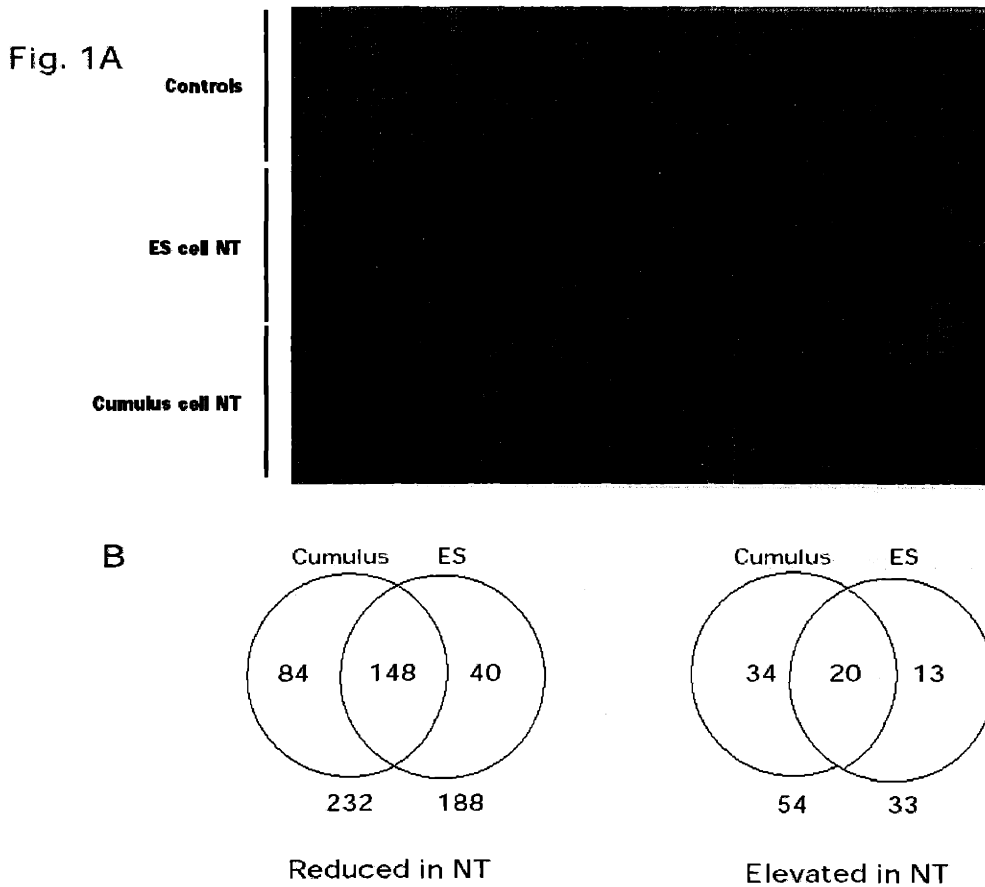 Fig. 1A
Controls
ES cell NT
Cumulus cell NT
B
Cumulus ES
84 148 40
232 188
Reduced in NT
Cumulus ES
34 20 13
54 33
Elevated in NT